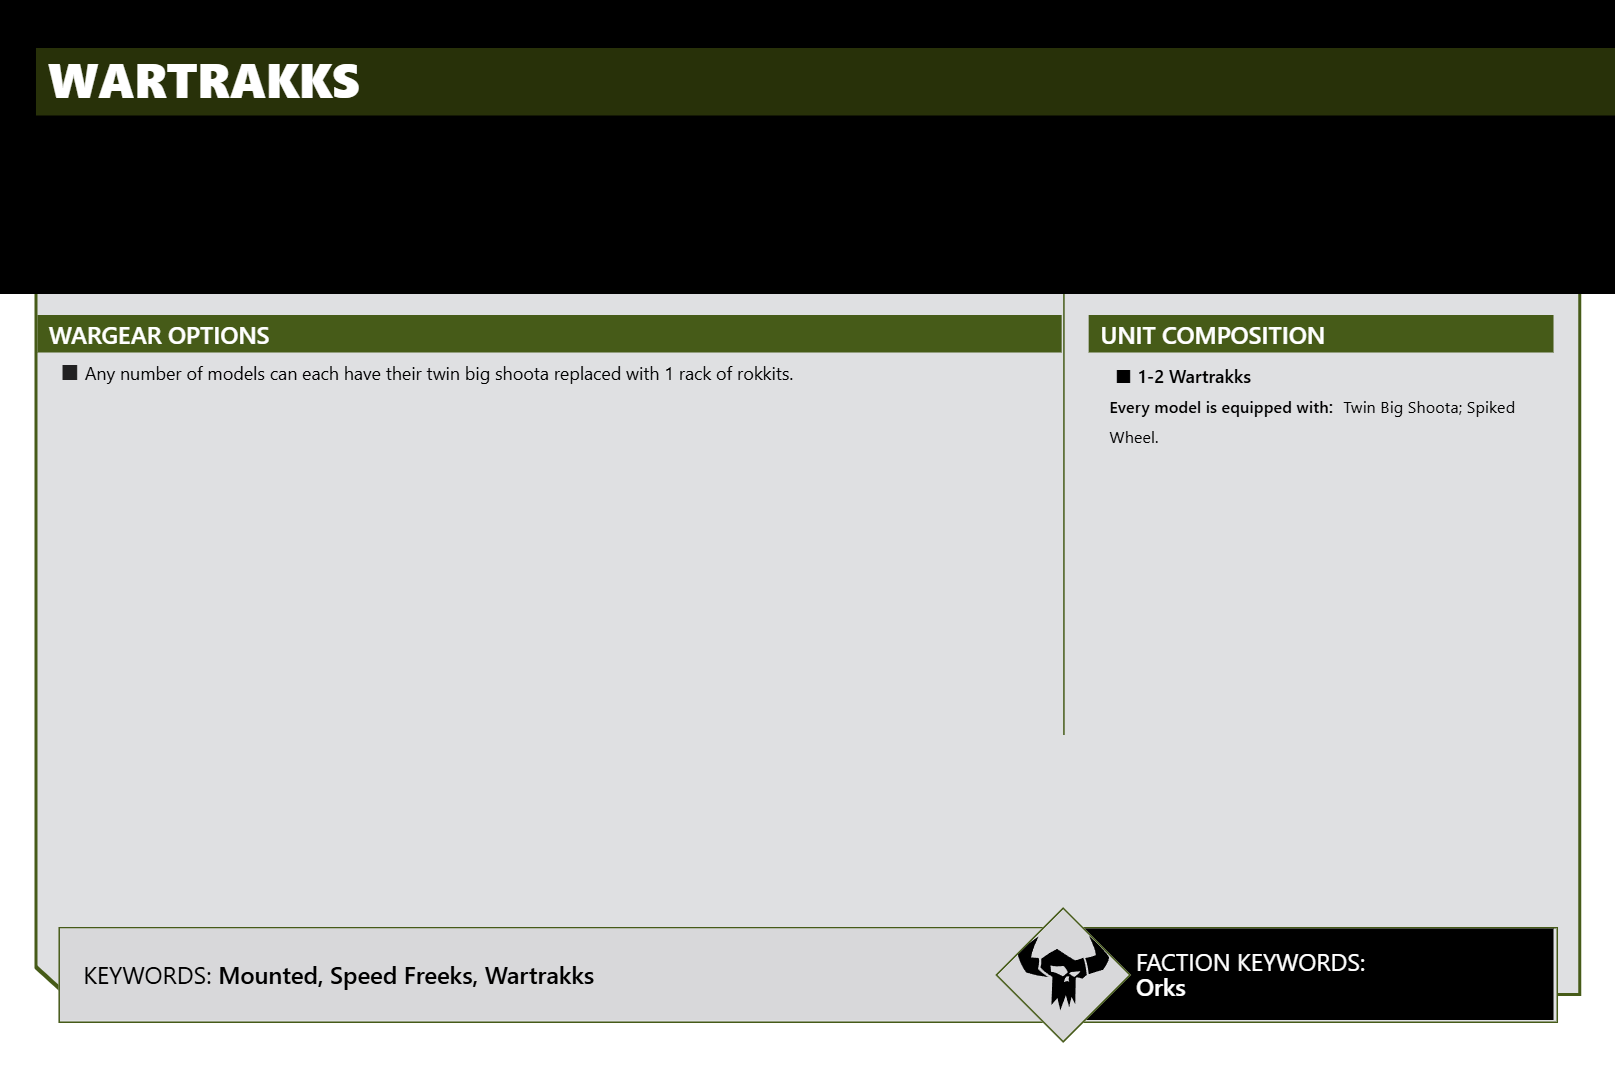 WARTRAKKS
WARGEAR OPTIONS
■ Any number of models can each have their twin big shoota replaced with 1 rack of rokkits.
UNIT COMPOSITION
■ 1-2 Wartrakks
Every model is equipped with: Twin Big Shoota; Spiked
Wheel.
KEYWORDS: Mounted, Speed Freeks, Wartrakks
FACTION KEYWORDS:
Orks